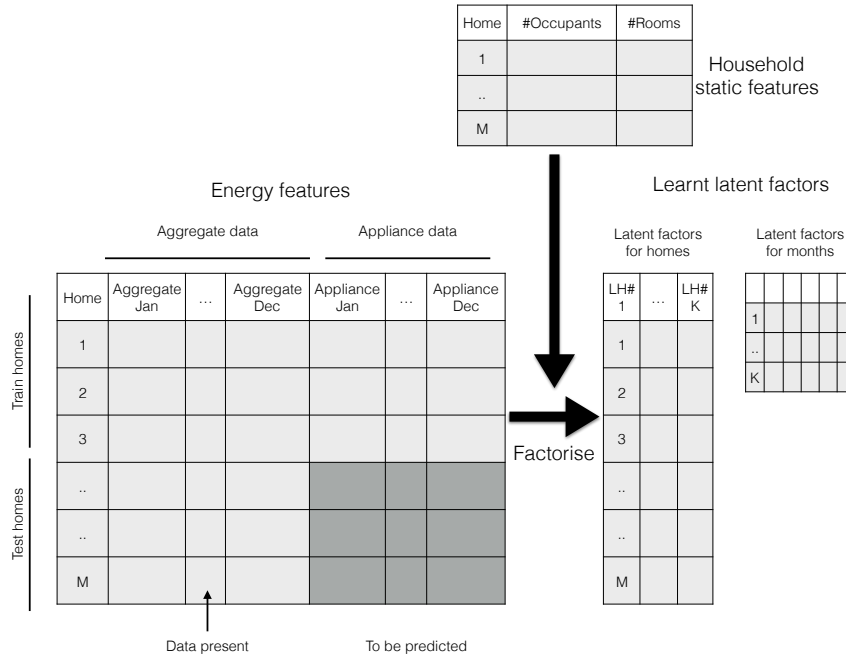 Home #Occupants #Rooms
1
..
M
Household
static features
Energy features
Learnt latent factors
Aggregate data
Appliance data
Latent factors
for homes
Latent factors
for months
Train homes
Test homes
Home Aggregate Jan ... Aggregate Dec Appliance Jan ... Appliance Dec
1
2
3
..
..
M
Factorise
LH# 1 ... LH# K
1
2
3
..
..
M
1
..
K
Data present
To be predicted